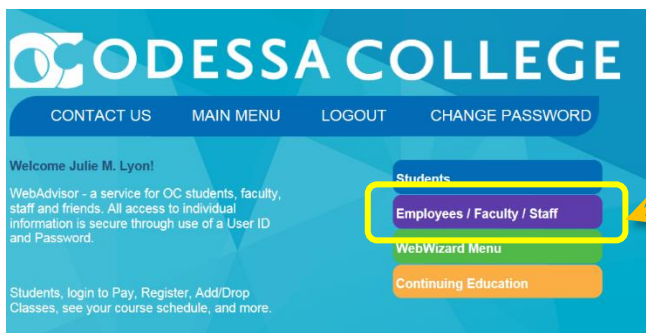 OC ODESSA COLLEGE
CONTACT US MAIN MENU LOGOUT CHANGE PASSWORD
Welcome Julie M. Lyon!
WebAdvisor - a service for OC students, faculty,
staff and friends. All access to individual
information is secure through use of a User ID
and Password.
Students, login to Pay, Register, Add/Drop
Classes, see your course schedule, and more.
Students
Employees / Faculty / Staff
WebWizard Menu
Continuing Education